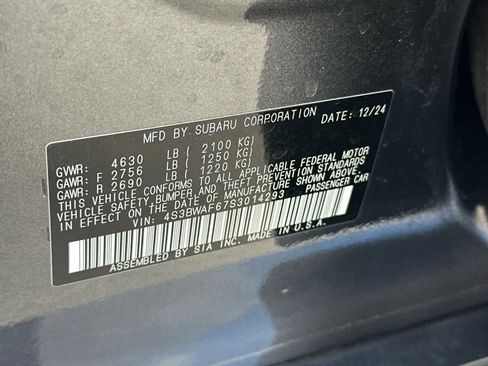 MFD BY SUBARU CORPORATION DATE: 12/24
GVWR: 4630 LB ( 2100 KG)
GAWR: F 2756 LB ( 1250 KG)
GAWR: R 2690 LB ( 1220 KG)
THIS VEHICLE CONFORMS TO ALL APPLICABLE FEDERAL MOTOR
VEHICLE SAFETY,BUMPER,AND THEFT PREVENTION STANDARDS
IN EFFECT ON THE DATE OF MANUFACTURE SHOWN ABOVE.
VIN: 4S3BWAF67S3014293 PASSENGER CAR
ASSEMBLED BY SIA INC. MADE IN U.S.A.